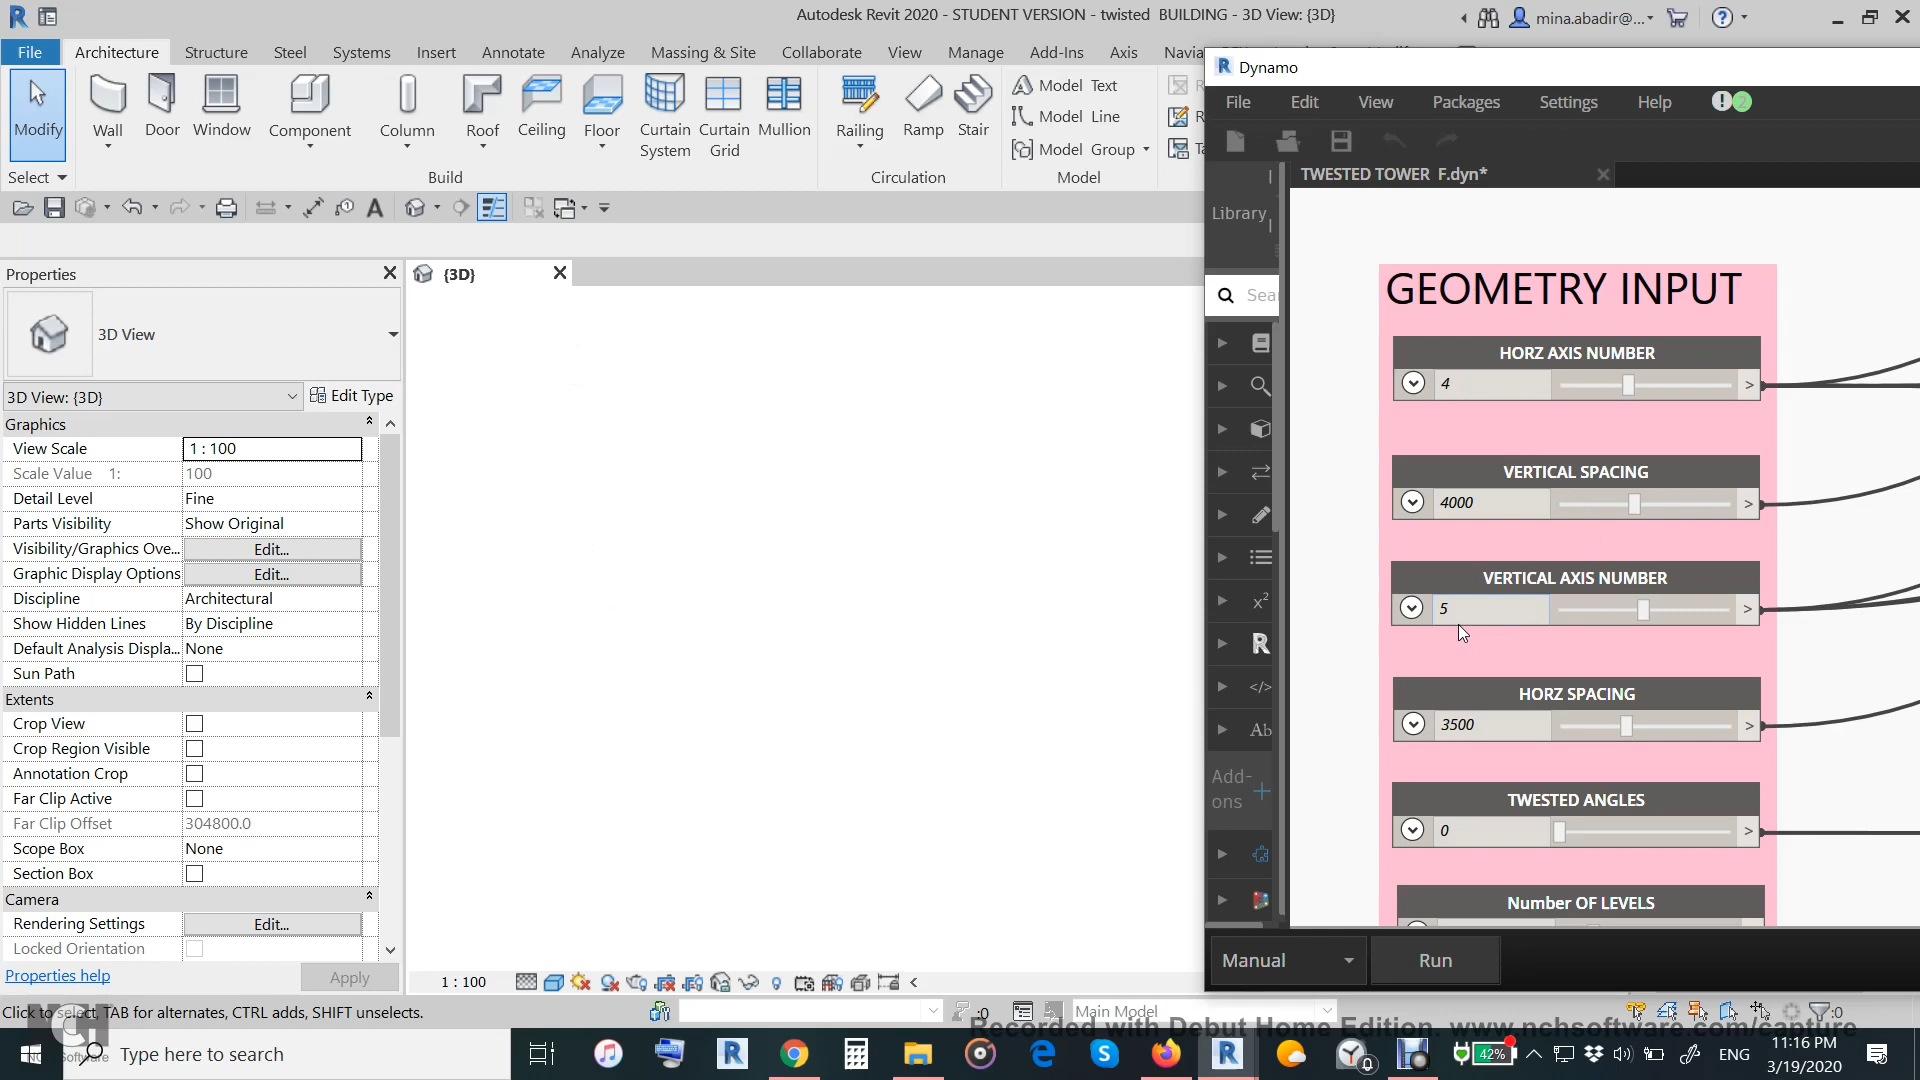 Autodesk Revit 2020 - STUDENT VERSION - twisted BUILDING - 3D View: {3D}
mina.abadir@...
File Architecture Structure Steel Systems Insert Annotate Analyze Massing & Site Collaborate View Manage Add-Ins Axis
Modify
Wall
Door
Window
Component
Column
Roof
Ceiling
Floor
Curtain System
Curtain Grid
Mullion
Railing
Ramp
Stair
Model Text
Model Line
Model Group
Select
Build
Circulation
Model
Properties
{3D}
3D View
3D View: {3D}
Edit Type
Graphics
View Scale 1 : 100
Scale Value 1: 100
Detail Level Fine
Parts Visibility Show Original
Visibility/Graphics Ove... Edit...
Graphic Display Options Edit...
Discipline Architectural
Show Hidden Lines By Discipline
Default Analysis Displa... None
Sun Path
Extents
Crop View
Crop Region Visible
Annotation Crop
Far Clip Active
Far Clip Offset 304800.0
Scope Box None
Section Box
Camera
Rendering Settings Edit...
Locked Orientation
Properties help
Apply
1 : 100
Click to select, TAB for alternates, CTRL adds, SHIFT unselects.
:0
Main Model
:0
Dynamo
File Edit View Packages Settings Help
! 2
TWESTED TOWER F.dyn*
Library
Sear
Add-
ons
GEOMETRY INPUT
HORZ AXIS NUMBER
4
VERTICAL SPACING
4000
VERTICAL AXIS NUMBER
5
HORZ SPACING
3500
TWESTED ANGLES
0
Number OF LEVELS
Manual
Run
Recorded with Debut Home Edition. www.nchsoftware.com/capture
NCH Software
Type here to search
42%
ENG
11:16 PM
3/19/2020